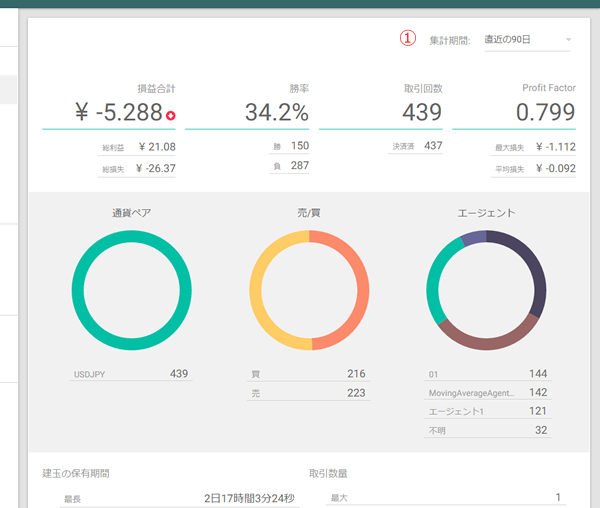 ① 集計期間: 直近の90日
損益合計 勝率 取引回数 Profit Factor
¥ -5.288 34.2% 439 0.799
総利益 ¥ 21.08 勝 150 決済済 437 最大損失 ¥ -1.112
総損失 ¥ -26.37 負 287 平均損失 ¥ -0.092
通貨ペア 売/買 エージェント
USDJPY 439 買 216 01 144
売 223 MovingAverageAgent... 142
エージェント1 121
不明 32
建玉の保有期間 取引数量
最長 2日17時間3分24秒 最大 1